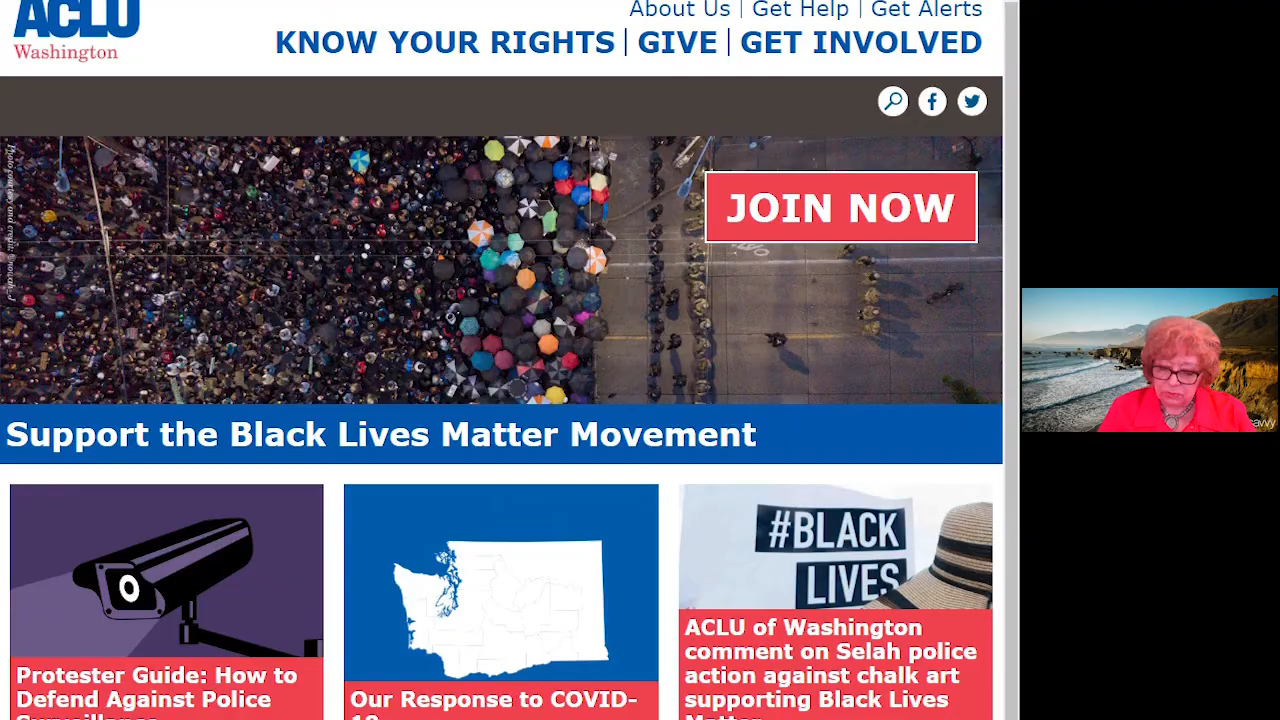 ACLU
Washington
About Us | Get Help | Get Alerts
KNOW YOUR RIGHTS | GIVE | GET INVOLVED
JOIN NOW
Support the Black Lives Matter Movement
#BLACK
LIVES
Protester Guide: How to
Defend Against Police
Our Response to COVID-
ACLU of Washington
comment on Selah police
action against chalk art
supporting Black Lives
Matter
savvy